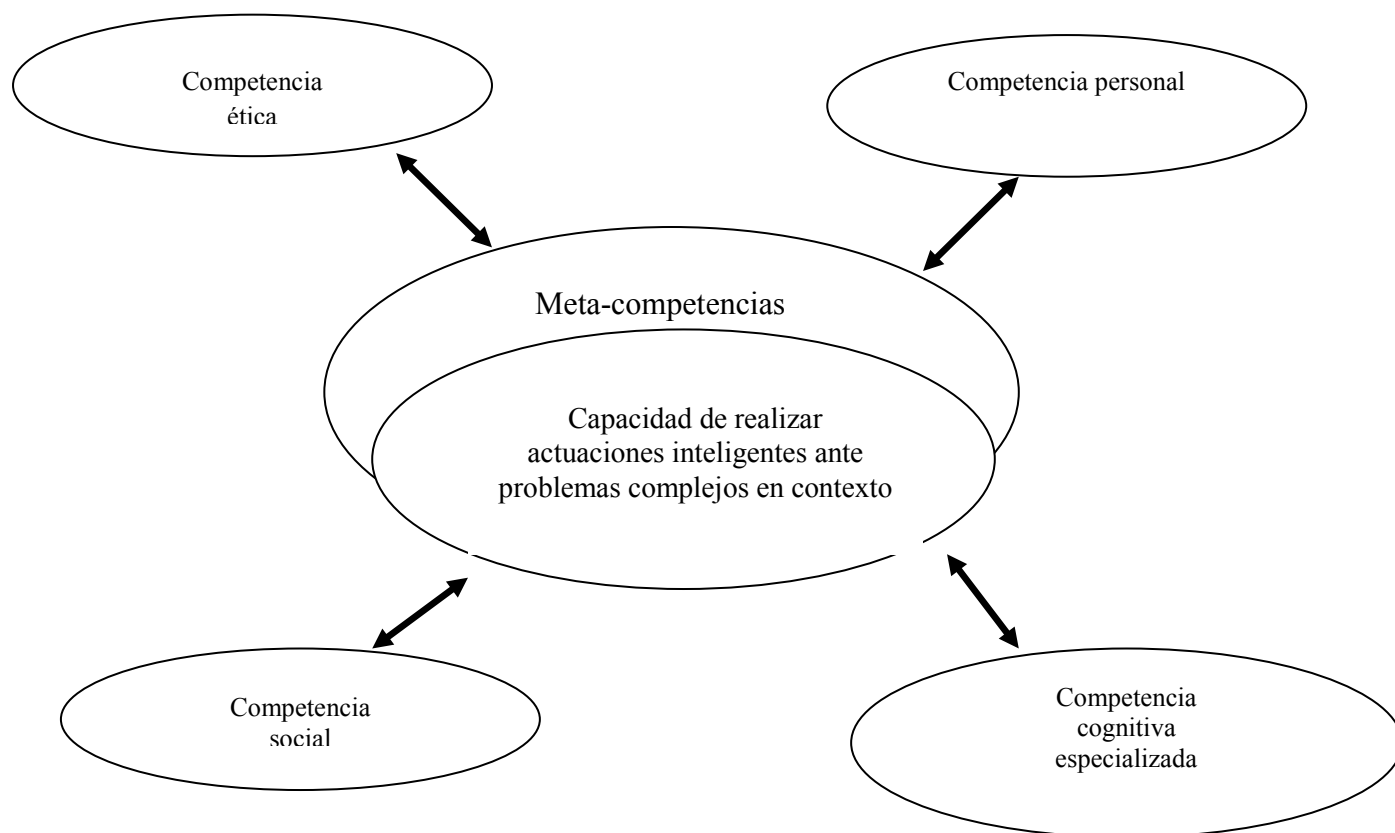 Competencia
ética
Competencia personal
Meta-competencias
Capacidad de realizar
actuaciones inteligentes ante
problemas complejos en contexto
Competencia
social
Competencia
cognitiva
especializada